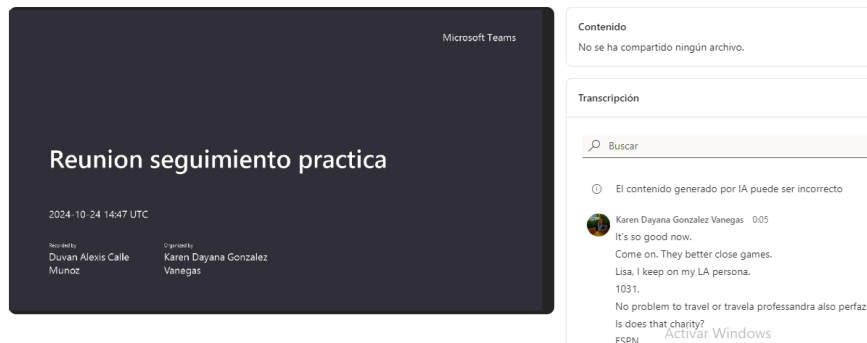 Microsoft Teams
Reunion seguimiento practica
2024-10-24 14:47 UTC
Recorded by
Duvan Alexis Calle
Munoz
Organized by
Karen Dayana Gonzalez
Vanegas
Contenido
No se ha compartido ningún archivo.
Transcripción
Buscar
El contenido generado por IA puede ser incorrecto
Karen Dayana Gonzalez Vanegas 0:05
It's so good now.
Come on. They better close games.
Lisa, I keep on my LA persona.
1031.
No problem to travel or travela professandra also perfaz
Is does that charity?
ESPN
Activar Windows